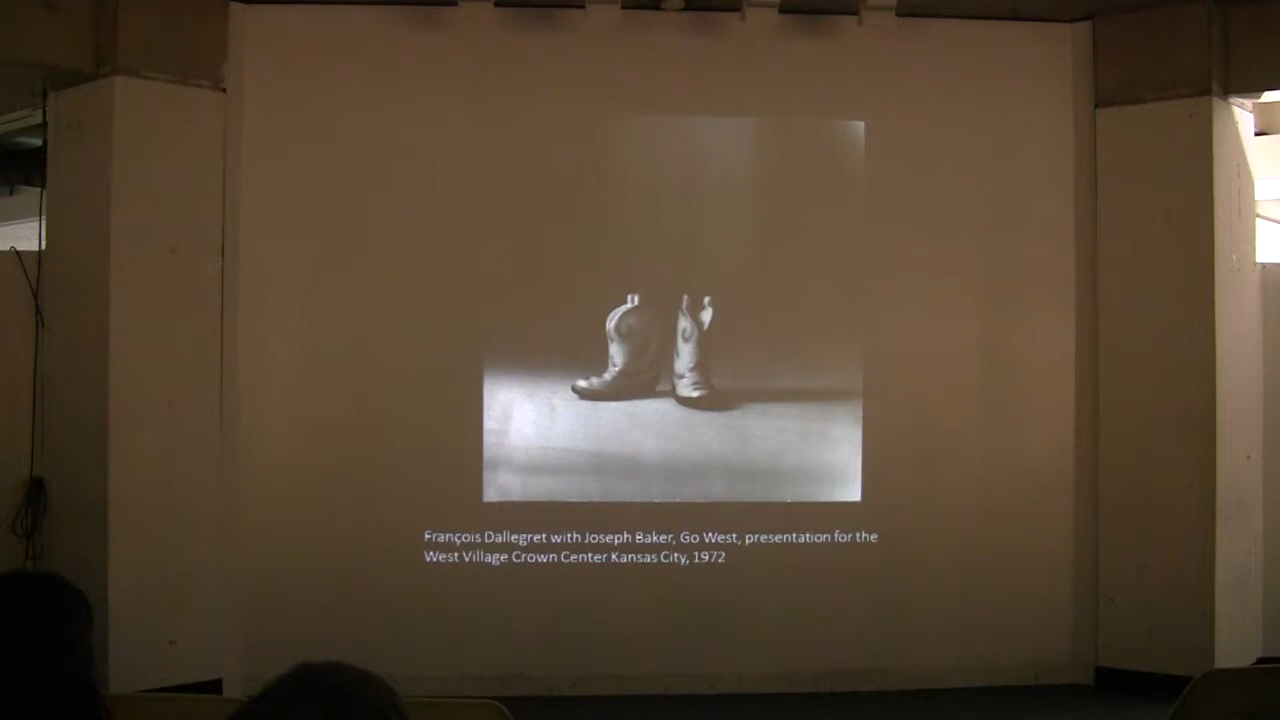 François Dallegret with Joseph Baker, Go West, presentation for the
West Village Crown Center Kansas City, 1972